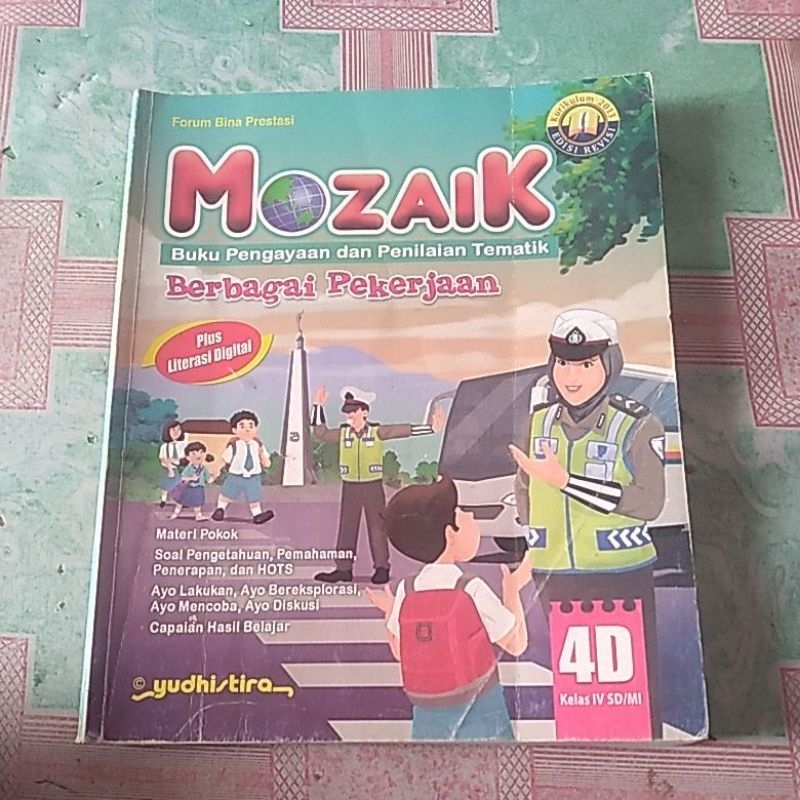 Forum Bina Prestasi
Kurikulum 2013
EDISI REVISI
MOZAIK
Buku Pengayaan dan Penilaian Tematik
Berbagai Pekerjaan
Plus
Literasi Digital
Materi Pokok
Soal Pengetahuan, Pemahaman,
Penerapan, dan HOTS
Ayo Lakukan, Ayo Bereksplorasi,
Ayo Mencoba, Ayo Diskusi
Capaian Hasil Belajar
© yudhistira
4D
Kelas IV SD/MI